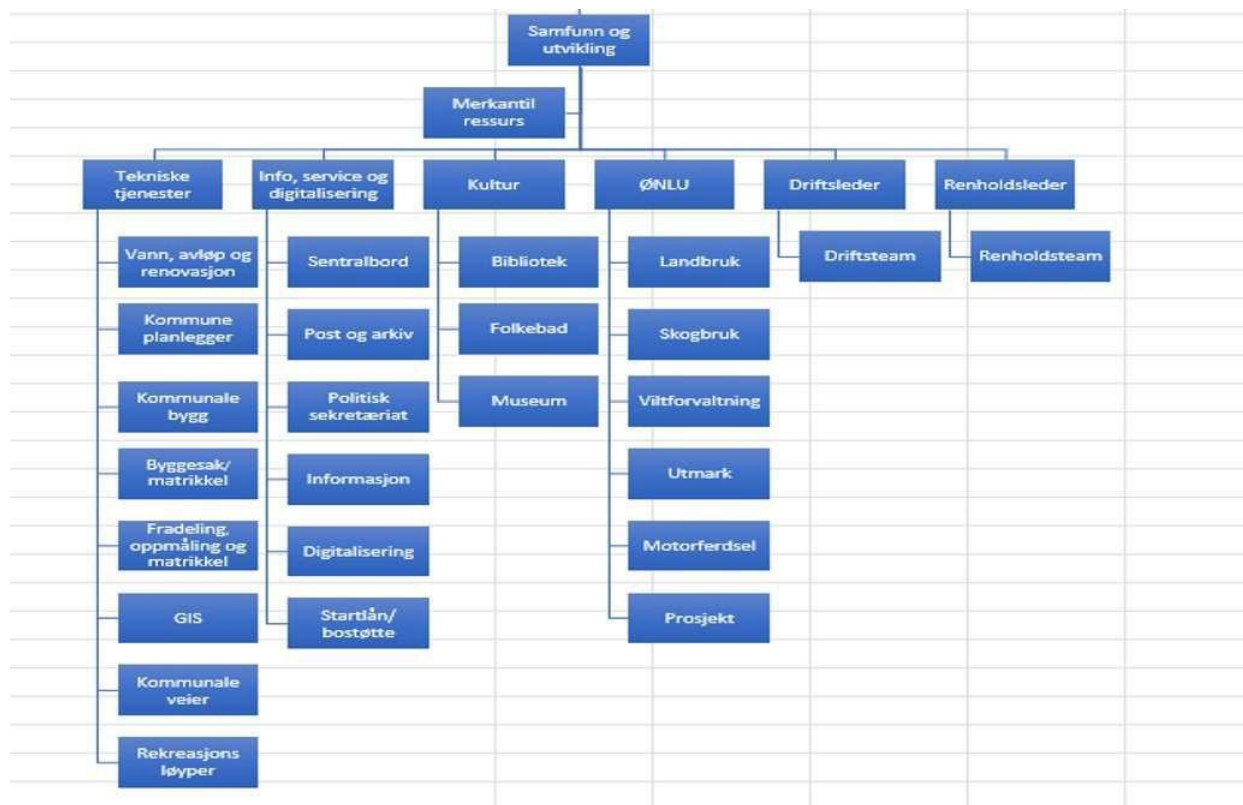 Samfunn og
utvikling
Merkantil
ressurs
Tekniske
tjenester
Info, service og
digitalisering
Kultur
ØNLU
Driftsleder
Renholdsleder
Vann, avløp og
renovasjon
Kommune
planlegger
Kommunale
bygg
Byggesak/
matrikkel
Fradeling,
oppmåling og
matrikkel
GIS
Kommunale
veier
Rekreasjons
løyper
Sentralbord
Post og arkiv
Politisk
sekretæriat
Informasjon
Digitalisering
Startlån/
bostøtte
Bibliotek
Folkebad
Museum
Landbruk
Skogbruk
Viltforvaltning
Utmark
Motorferdsel
Prosjekt
Driftsteam
Renholdsteam